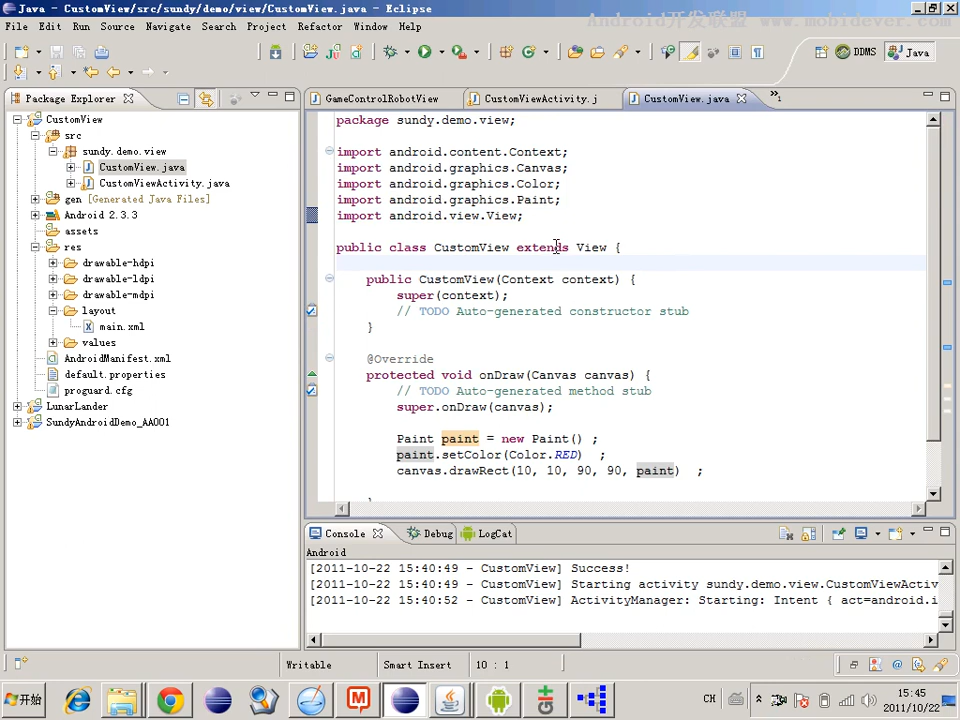 Java - CustomView/src/sundy/demo/view/CustomView.java - Eclipse
Android开发联盟 www.mobidever.com
File Edit Run Source Navigate Search Project Refactor Window Help
DDMS Java
Package Explorer
GameControlRobotView CustomViewActivity.j CustomView.java »1
CustomView
src
sundy.demo.view
CustomView.java
CustomViewActivity.java
gen [Generated Java Files]
Android 2.3.3
assets
res
drawable-hdpi
drawable-ldpi
drawable-mdpi
layout
main.xml
values
AndroidManifest.xml
default.properties
proguard.cfg
LunarLander
SundyAndroidDemo_AA001
package sundy.demo.view;
import android.content.Context;
import android.graphics.Canvas;
import android.graphics.Color;
import android.graphics.Paint;
import android.view.View;
public class CustomView extends View {
public CustomView(Context context) {
super(context);
// TODO Auto-generated constructor stub
}
@Override
protected void onDraw(Canvas canvas) {
// TODO Auto-generated method stub
super.onDraw(canvas);
Paint paint = new Paint() ;
paint.setColor(Color.RED) ;
canvas.drawRect(10, 10, 90, 90, paint) ;
}
Console Debug LogCat
Android
[2011-10-22 15:40:49 - CustomView] Success!
[2011-10-22 15:40:49 - CustomView] Starting activity sundy.demo.view.CustomViewActiv
[2011-10-22 15:40:52 - CustomView] ActivityManager: Starting: Intent { act=android.i
Writable Smart Insert 10 : 1
开始 CH 15:45
2011/10/22